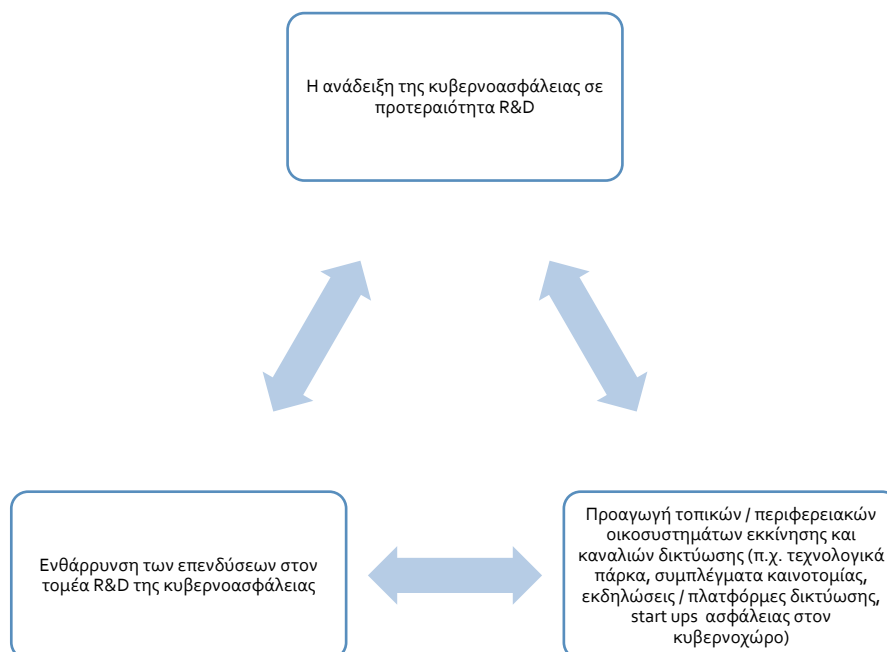 Η ανάδειξη της κυβερνοασφάλειας σε
προτεραιότητα R&D
Ενθάρρυνση των επενδύσεων στον
τομέα R&D της κυβερνοασφάλειας
Προαγωγή τοπικών / περιφερειακών
οικοσυστημάτων εκκίνησης και
καναλιών δικτύωσης (π.χ. τεχνολογικά
πάρκα, συμπλέγματα καινοτομίας,
εκδηλώσεις / πλατφόρμες δικτύωσης,
start ups ασφάλειας στον
κυβερνοχώρο)